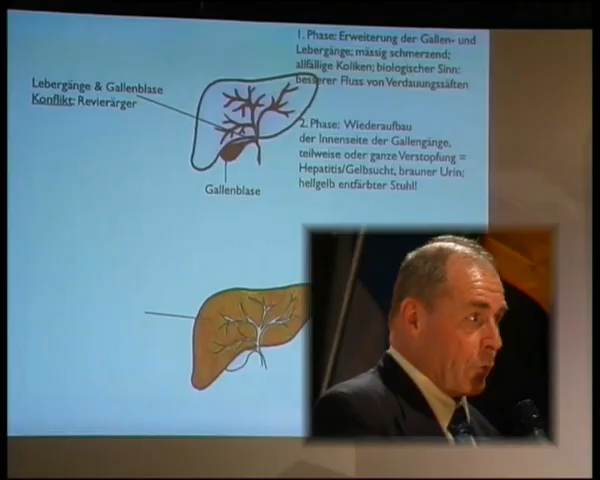 1. Phase: Erweiterung der Gallen- und
Lebergänge; mässig schmerzend;
allfällige Koliken; biologischer Sinn:
besserer Fluss von Verdauungssäften
Lebergänge & Gallenblase
Konflikt: Revierärger
2. Phase: Wiederaufbau
der Innenseite der Gallengänge,
teilweise oder ganze Verstopfung =
Hepatitis/Gelbsucht, brauner Urin;
hellgelb entfärbter Stuhl!
Gallenblase